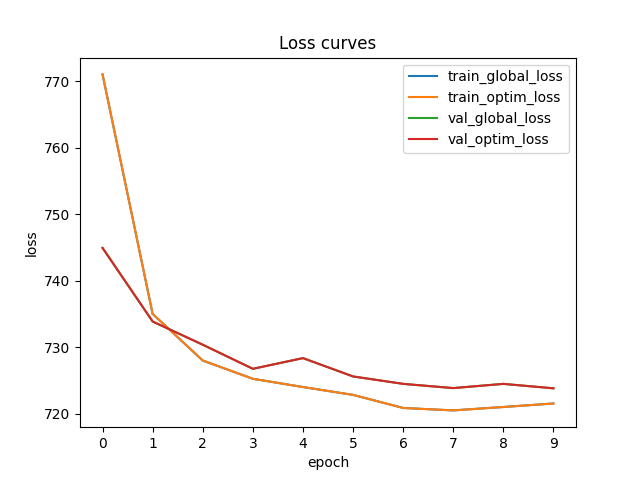 Loss curves
train_global_loss
train_optim_loss
val_global_loss
val_optim_loss
770
760
750
740
730
720
loss
0 1 2 3 4 5 6 7 8 9
epoch